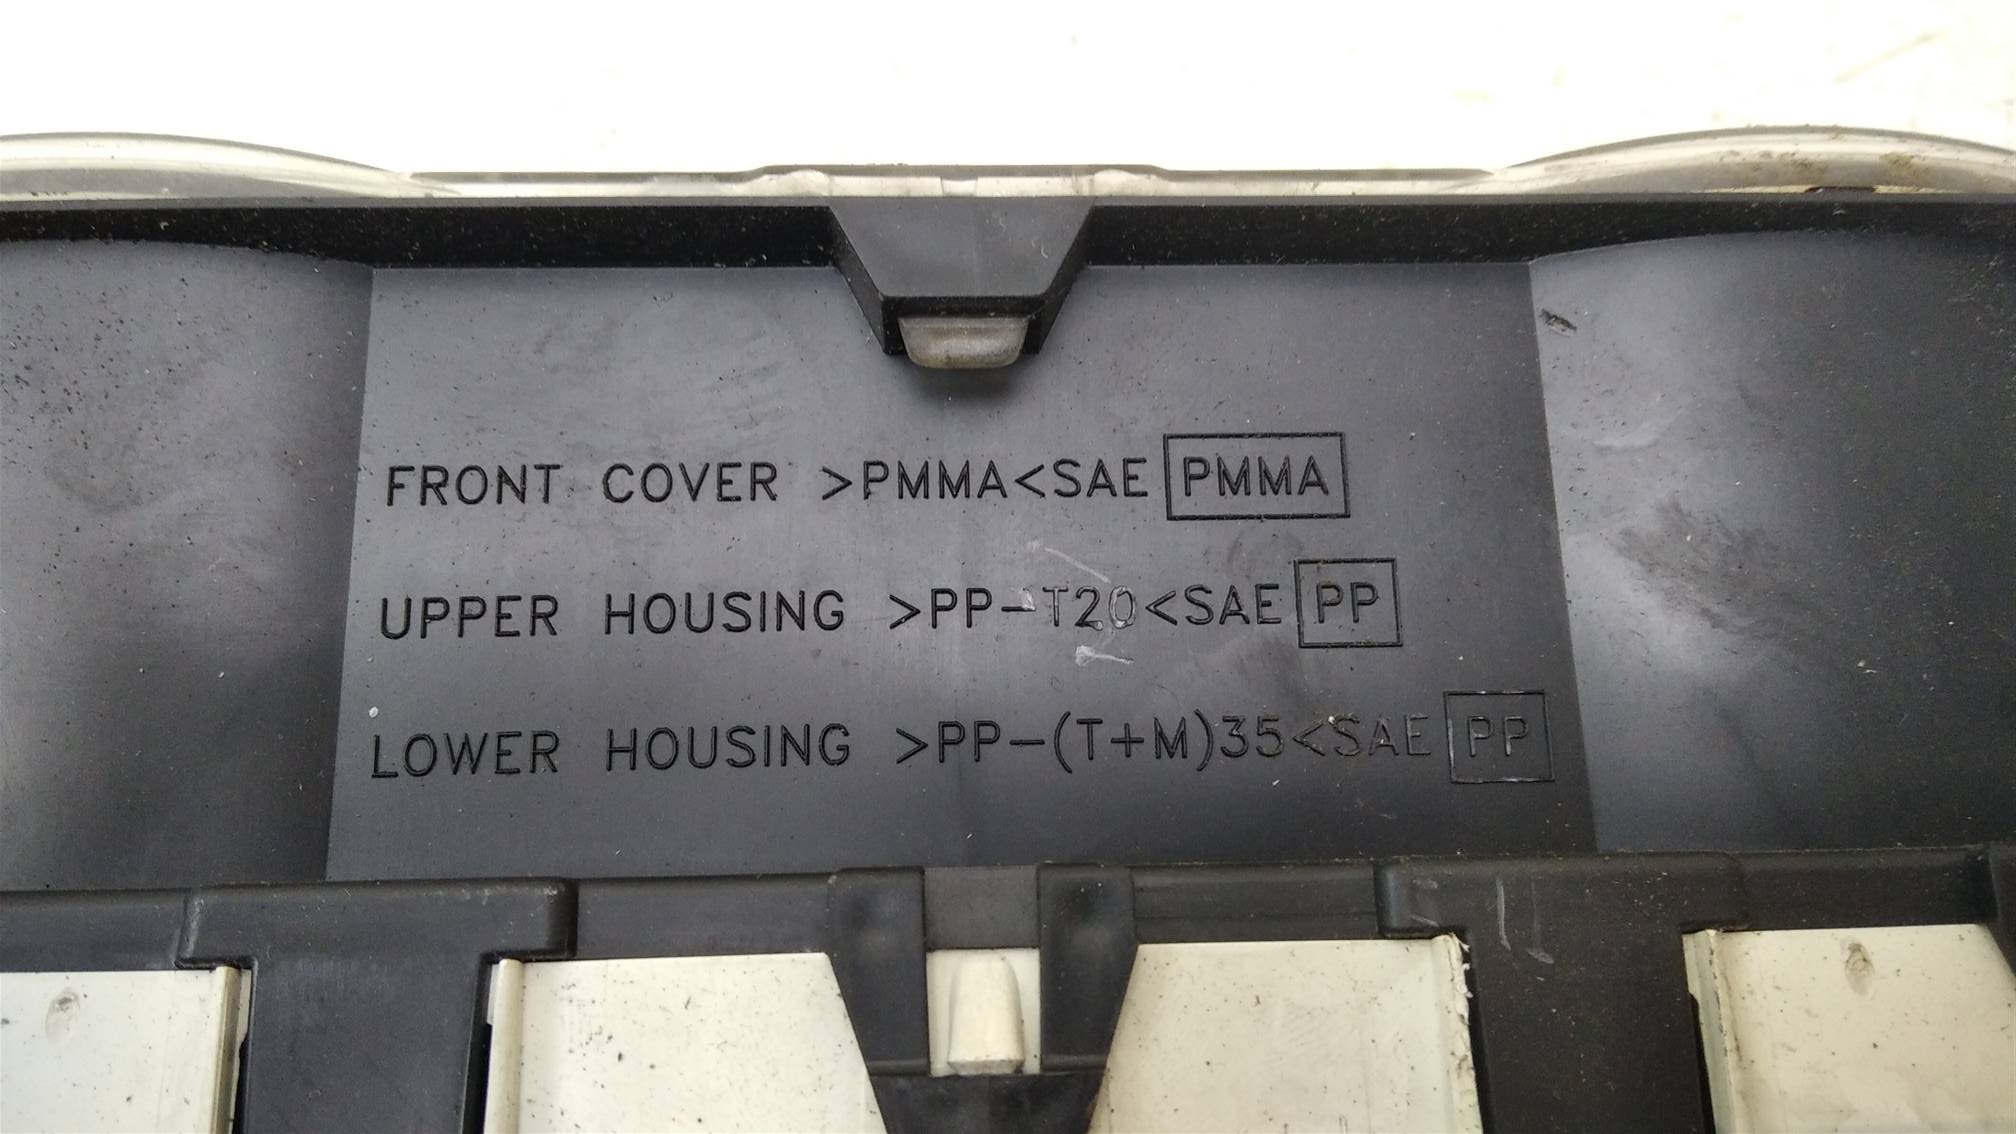 FRONT COVER >PMMA<SAE PMMA
UPPER HOUSING >PP-T20<SAE PP
LOWER HOUSING >PP-(T+M)35<SAE PP